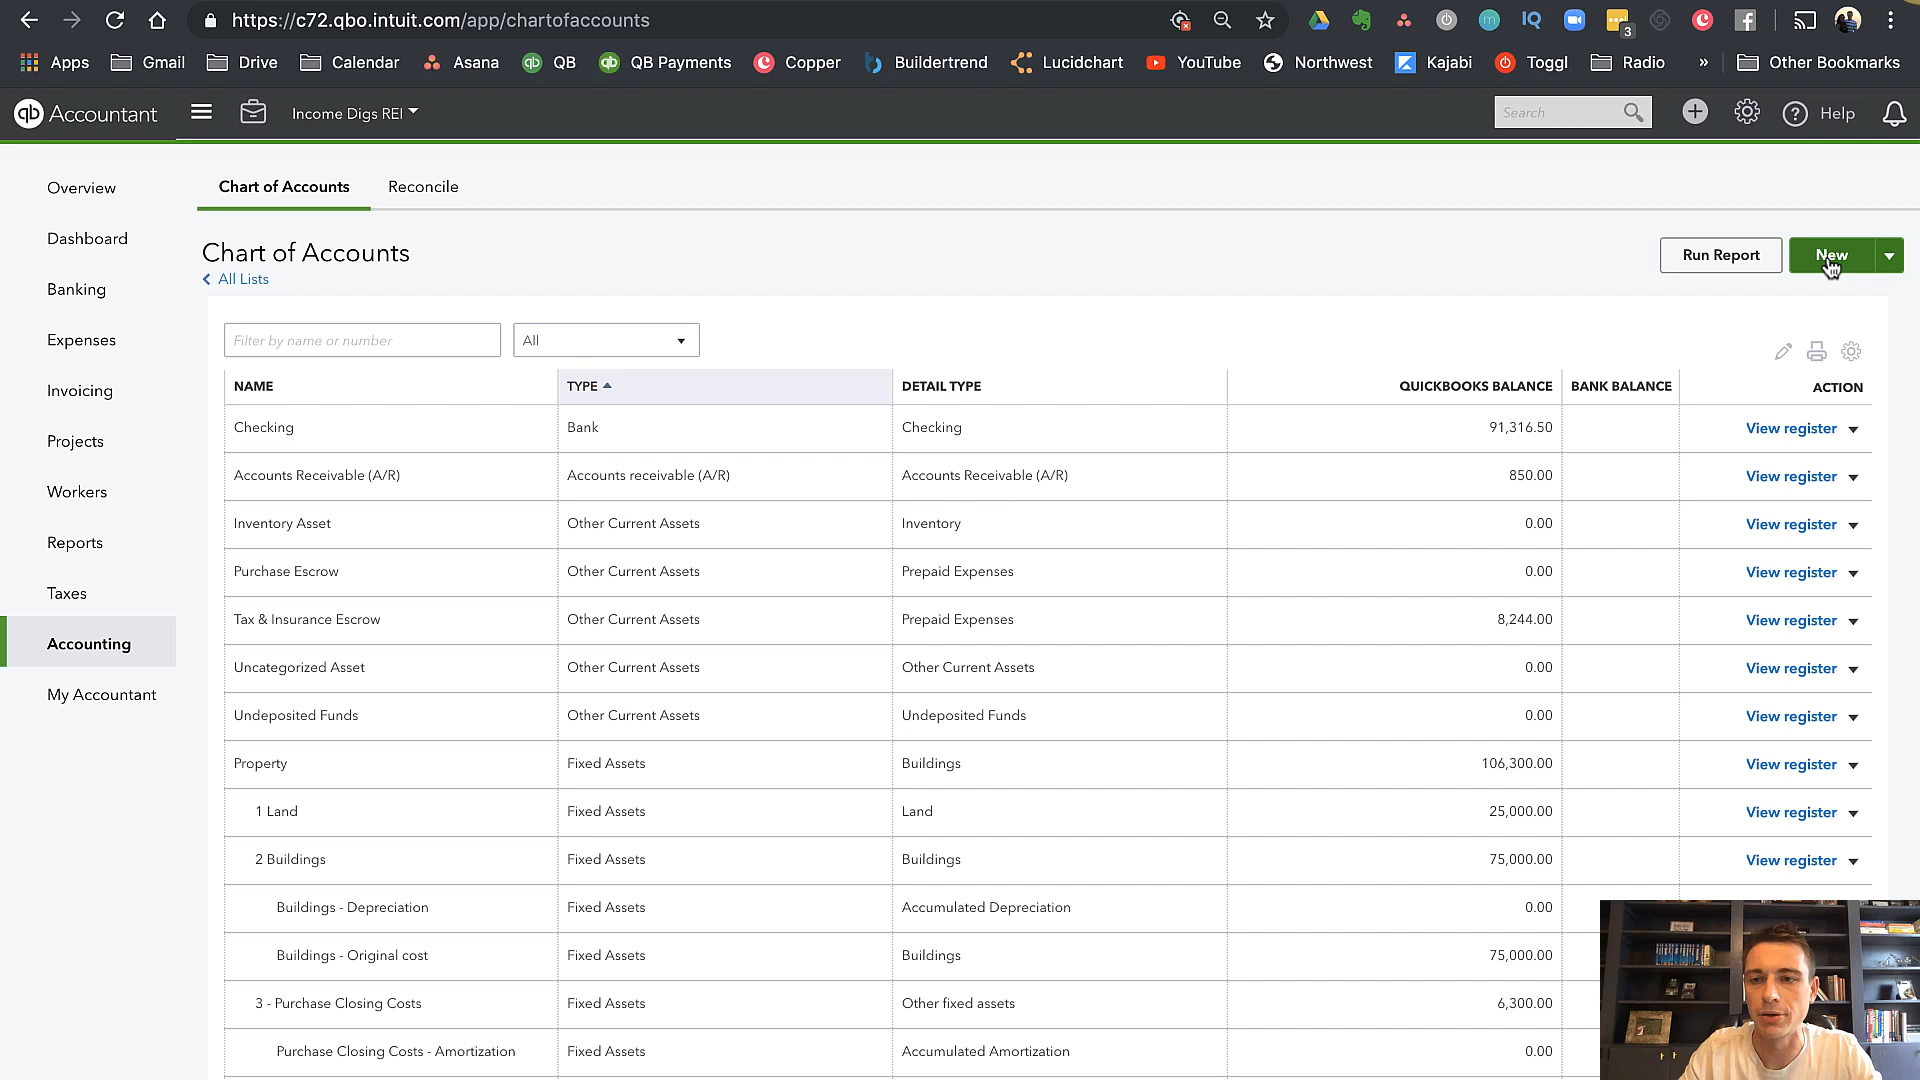 https://c72.qbo.intuit.com/app/chartofaccounts
3
Apps Gmail Drive Calendar Asana QB QB Payments Copper Buildertrend Lucidchart YouTube Northwest Kajabi Toggl Radio » Other Bookmarks
qb Accountant Income Digs REI Search Help
Overview
Dashboard
Banking
Expenses
Invoicing
Projects
Workers
Reports
Taxes
Accounting
My Accountant
Chart of Accounts Reconcile
Chart of Accounts
All Lists
Run Report New
Filter by name or number All
NAME TYPE DETAIL TYPE QUICKBOOKS BALANCE BANK BALANCE ACTION
Checking Bank Checking 91,316.50 View register
Accounts Receivable (A/R) Accounts receivable (A/R) Accounts Receivable (A/R) 850.00 View register
Inventory Asset Other Current Assets Inventory 0.00 View register
Purchase Escrow Other Current Assets Prepaid Expenses 0.00 View register
Tax & Insurance Escrow Other Current Assets Prepaid Expenses 8,244.00 View register
Uncategorized Asset Other Current Assets Other Current Assets 0.00 View register
Undeposited Funds Other Current Assets Undeposited Funds 0.00 View register
Property Fixed Assets Buildings 106,300.00 View register
1 Land Fixed Assets Land 25,000.00 View register
2 Buildings Fixed Assets Buildings 75,000.00 View register
Buildings - Depreciation Fixed Assets Accumulated Depreciation 0.00
Buildings - Original cost Fixed Assets Buildings 75,000.00
3 - Purchase Closing Costs Fixed Assets Other fixed assets 6,300.00
Purchase Closing Costs - Amortization Fixed Assets Accumulated Amortization 0.00